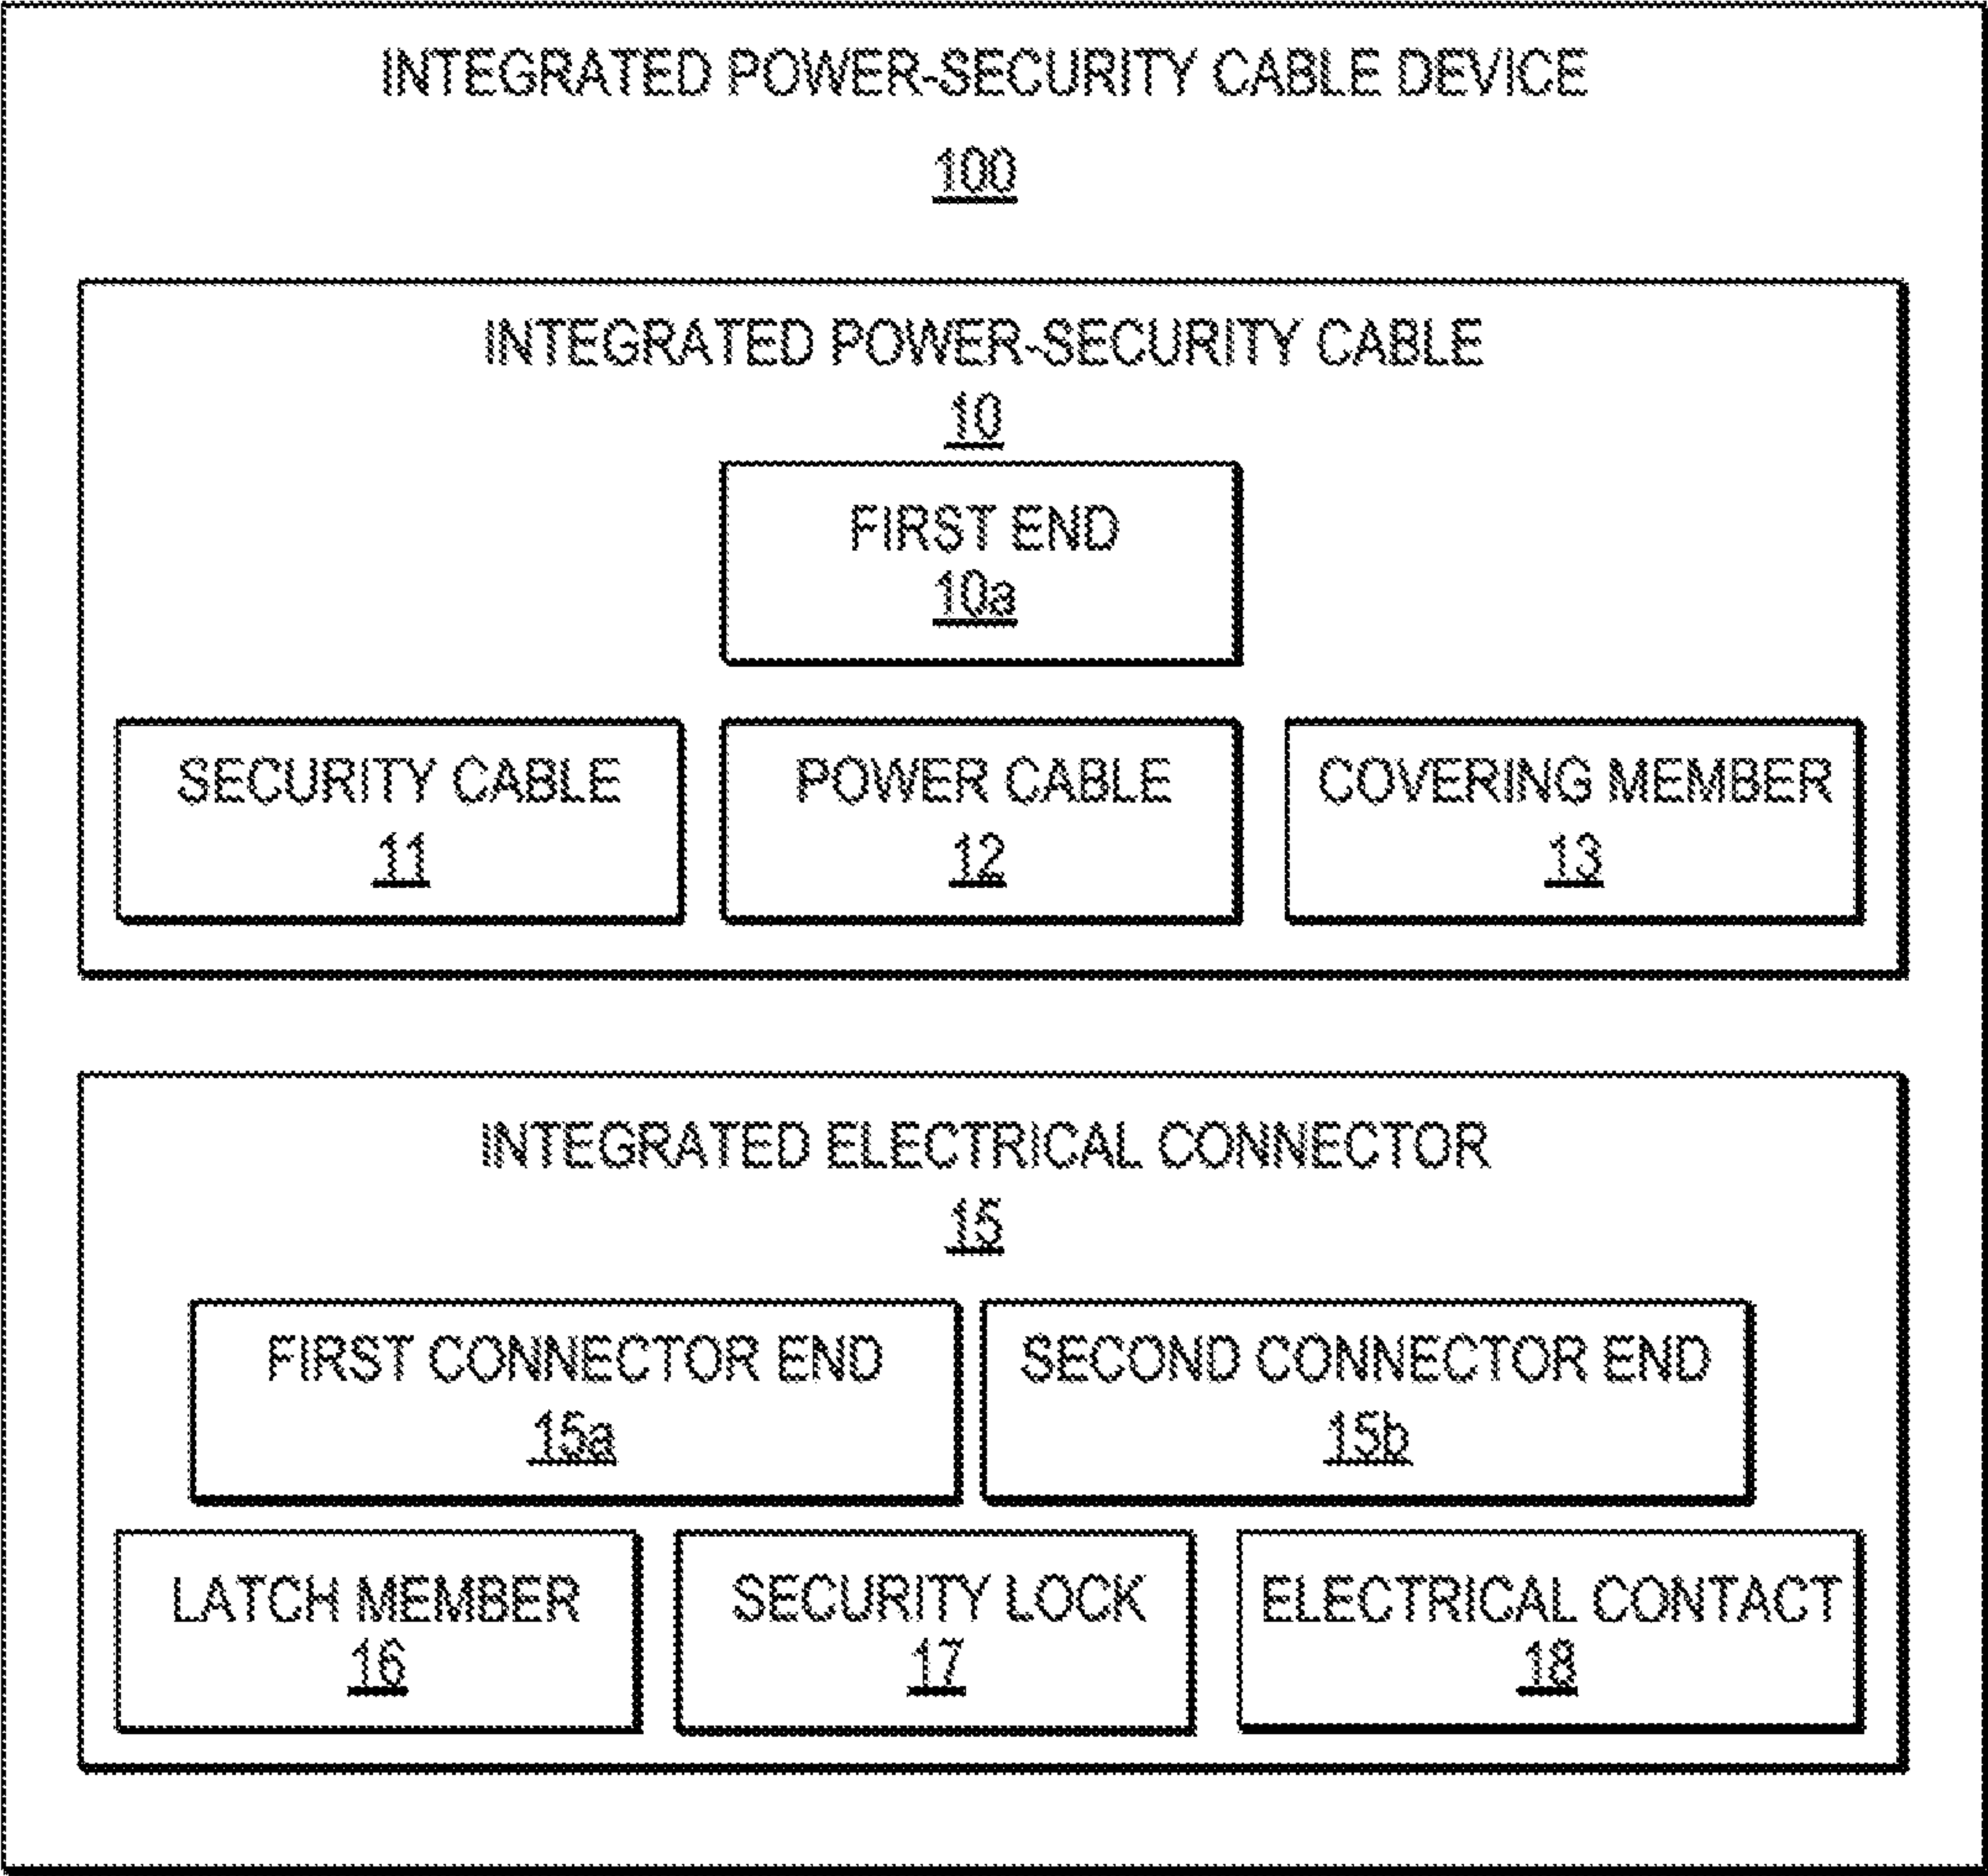 INTEGRATED POWER-SECURITY CABLE DEVICE
100
INTEGRATED POWER-SECURITY CABLE
10
FIRST END
10a
SECURITY CABLE
11
POWER CABLE
12
COVERING MEMBER
13
INTEGRATED ELECTRICAL CONNECTOR
15
FIRST CONNECTOR END
15a
SECOND CONNECTOR END
15b
LATCH MEMBER
16
SECURITY LOCK
17
ELECTRICAL CONTACT
18